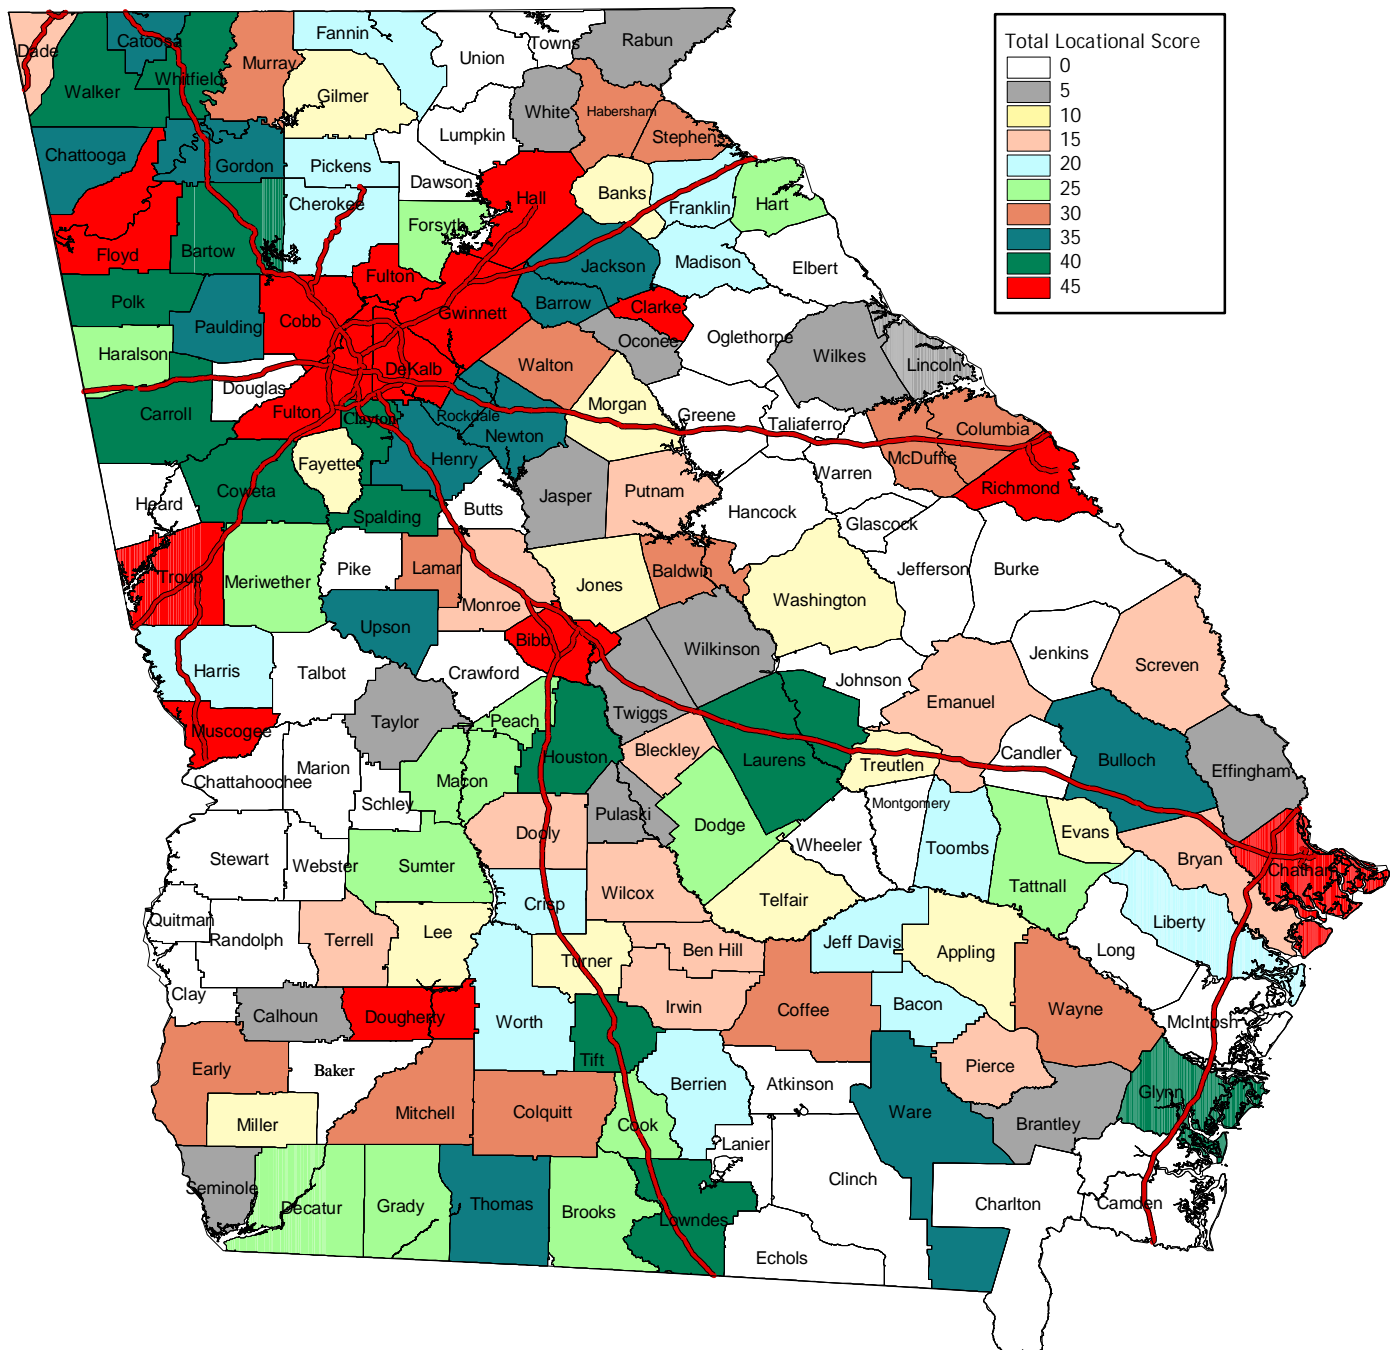 Total Locational Score
0
5
10
15
20
25
30
35
40
45
Dade
Catoosa
Walker
Whitfield
Murray
Fannin
Gilmer
Union
Towns
Rabun
White
Habersham
Stephens
Lumpkin
Chattooga
Gordon
Pickens
Dawson
Hall
Banks
Franklin
Hart
Cherokee
Forsyth
Floyd
Bartow
Jackson
Madison
Elbert
Polk
Paulding
Cobb
Fulton
Gwinnett
Barrow
Clarke
Oconee
Oglethorpe
Wilkes
Lincoln
Haralson
Douglas
DeKalb
Walton
Morgan
Greene
Taliaferro
Columbia
McDuffie
Richmond
Carroll
Fulton
Clayton
Rockdale
Newton
Henry
Fayette
Coweta
Heard
Spalding
Butts
Jasper
Putnam
Hancock
Warren
Glascock
Jefferson
Burke
Troup
Meriwether
Pike
Lamar
Monroe
Jones
Baldwin
Washington
Upson
Bibb
Wilkinson
Jenkins
Screven
Harris
Talbot
Crawford
Twiggs
Johnson
Emanuel
Muscogee
Taylor
Peach
Houston
Bleckley
Laurens
Treutlen
Candler
Bulloch
Effingham
Chattahoochee
Marion
Schley
Macon
Pulaski
Dodge
Montgomery
Wheeler
Toombs
Evans
Tattnall
Bryan
Chatham
Stewart
Webster
Sumter
Dooly
Crisp
Wilcox
Telfair
Jeff Davis
Appling
Liberty
Long
Quitman
Randolph
Terrell
Lee
Turner
Ben Hill
Irwin
Coffee
Bacon
Wayne
McIntosh
Clay
Calhoun
Dougherty
Worth
Tift
Berrien
Atkinson
Ware
Pierce
Brantley
Glynn
Early
Baker
Miller
Mitchell
Colquitt
Cook
Lanier
Clinch
Charlton
Camden
Seminole
Decatur
Grady
Thomas
Brooks
Lowndes
Echols